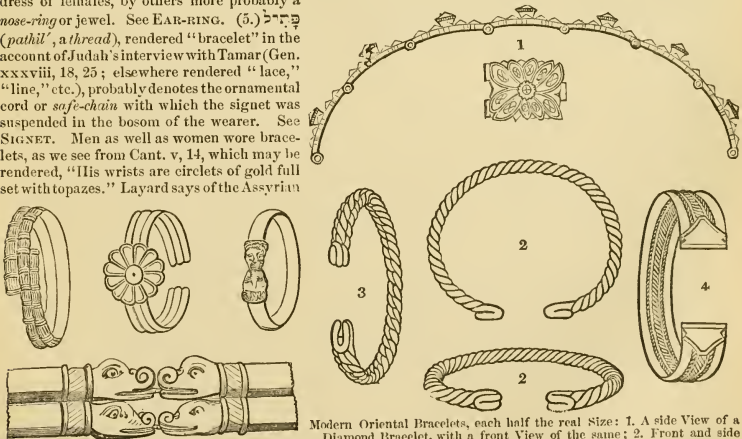 dress of females, by others more probably a
nose-ring or jewel. See EAR-RING. (5.) פָּתִיל
(pathil', a thread), rendered "bracelet" in the
account of Judah's interview with Tamar (Gen.
xxxviii, 18, 25; elsewhere rendered "lace,"
"line," etc.), probably denotes the ornamental
cord or safe-chain with which the signet was
suspended in the bosom of the wearer. See
SIGNET. Men as well as women wore brace-
lets, as we see from Cant. v, 14, which may be
rendered, "His wrists are circlets of gold full
set with topazes." Layard says of the Assyrian
1
2
3
4
2
Modern Oriental Bracelets, each half the real Size: 1. A side View of a
Diamond Bracelet, with a front View of the same; 2. Front and side